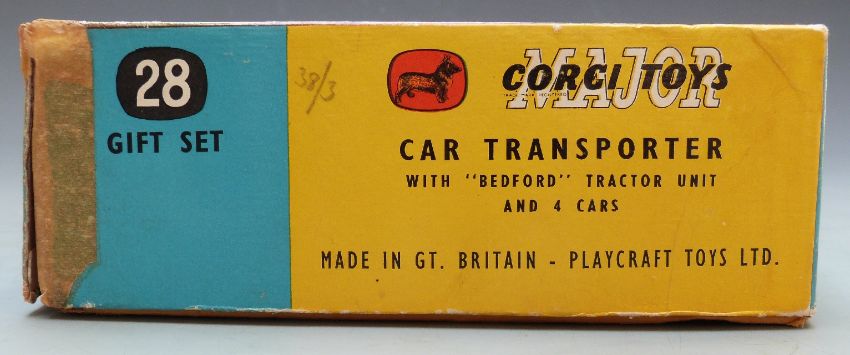 28
GIFT SET
38/3
CORGI TOYS
MAJOR
CAR TRANSPORTER
WITH "BEDFORD" TRACTOR UNIT
AND 4 CARS
MADE IN GT. BRITAIN - PLAYCRAFT TOYS LTD.